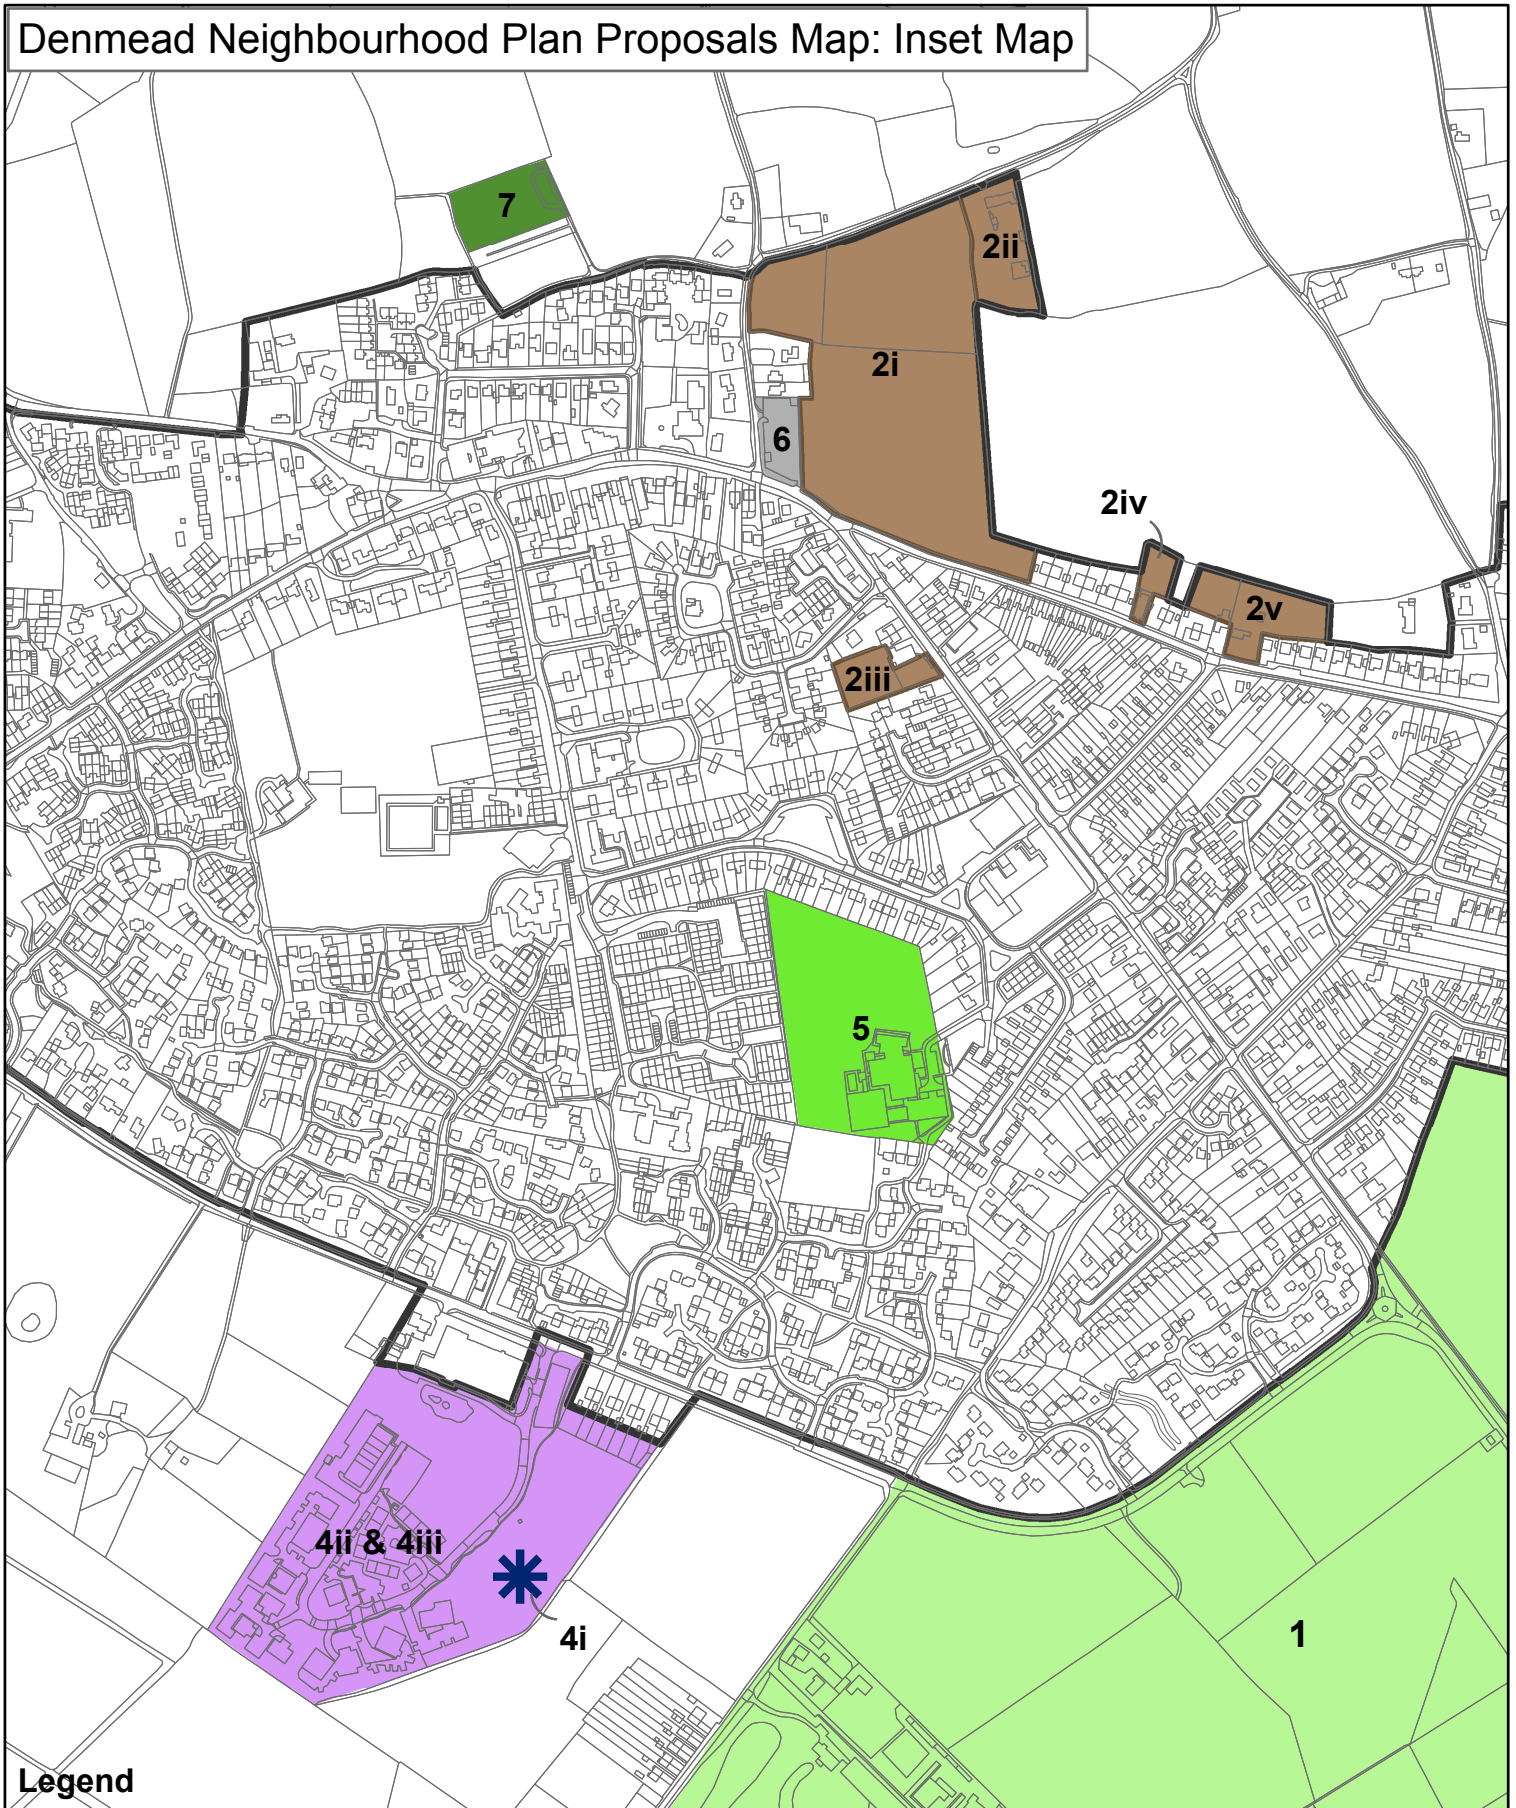 Denmead Neighbourhood Plan Proposals Map: Inset Map
7
2ii
2i
6
2iv
2v
2iii
5
4ii & 4iii
4i
1
Legend